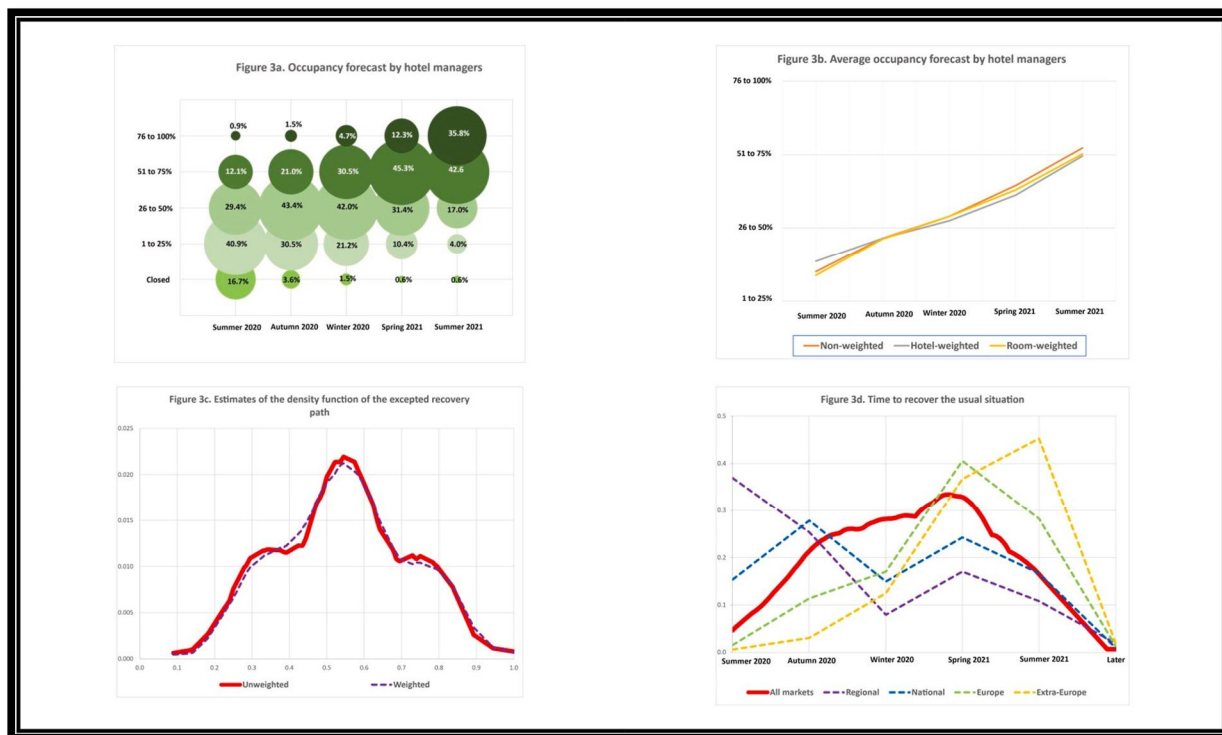 Figure 3a. Occupancy forecast by hotel managers
76 to 100%
0.9%
1.5%
4.7%
12.3%
35.8%
51 to 75%
12.1%
21.0%
30.5%
45.3%
42.6
26 to 50%
29.4%
43.4%
42.0%
31.4%
17.0%
1 to 25%
40.9%
30.5%
21.2%
10.4%
4.0%
Closed
16.7%
3.6%
1.5%
0.6%
0.6%
Summer 2020
Autumn 2020
Winter 2020
Spring 2021
Summer 2021
Figure 3b. Average occupancy forecast by hotel managers
76 to 100%
51 to 75%
26 to 50%
1 to 25%
Summer 2020
Autumn 2020
Winter 2020
Spring 2021
Summer 2021
Non-weighted
Hotel-weighted
Room-weighted
Figure 3c. Estimates of the density function of the excepted recovery
path
0.025
0.020
0.015
0.010
0.005
0.000
0.0
0.1
0.2
0.3
0.4
0.5
0.6
0.7
0.8
0.9
1.0
Unweighted
Weighted
Figure 3d. Time to recover the usual situation
0.5
0.4
0.3
0.2
0.1
0.0
Summer 2020
Autumn 2020
Winter 2020
Spring 2021
Summer 2021
Later
All markets
Regional
National
Europe
Extra-Europe